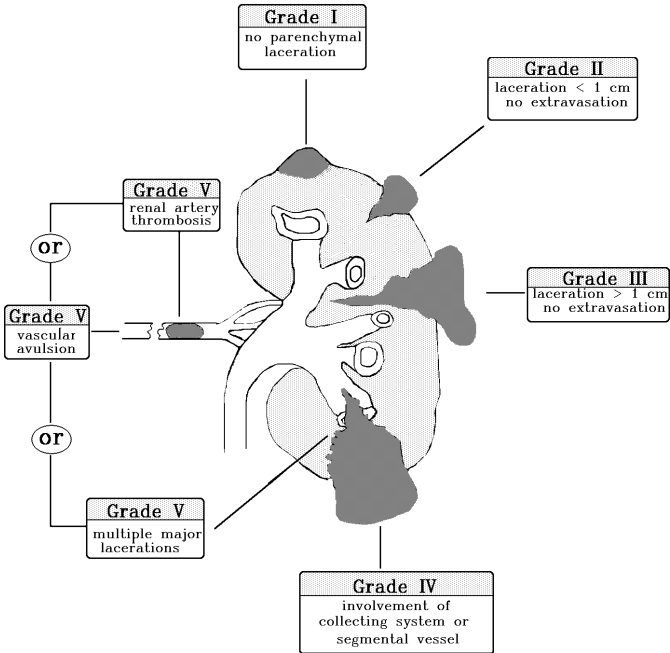 Grade I
no parenchymal
laceration
Grade II
laceration < 1 cm
no extravasation
Grade V
renal artery
thrombosis
or
Grade III
laceration > 1 cm
no extravasation
Grade V
vascular
avulsion
or
Grade V
multiple major
lacerations
Grade IV
involvement of
collecting system or
segmental vessel